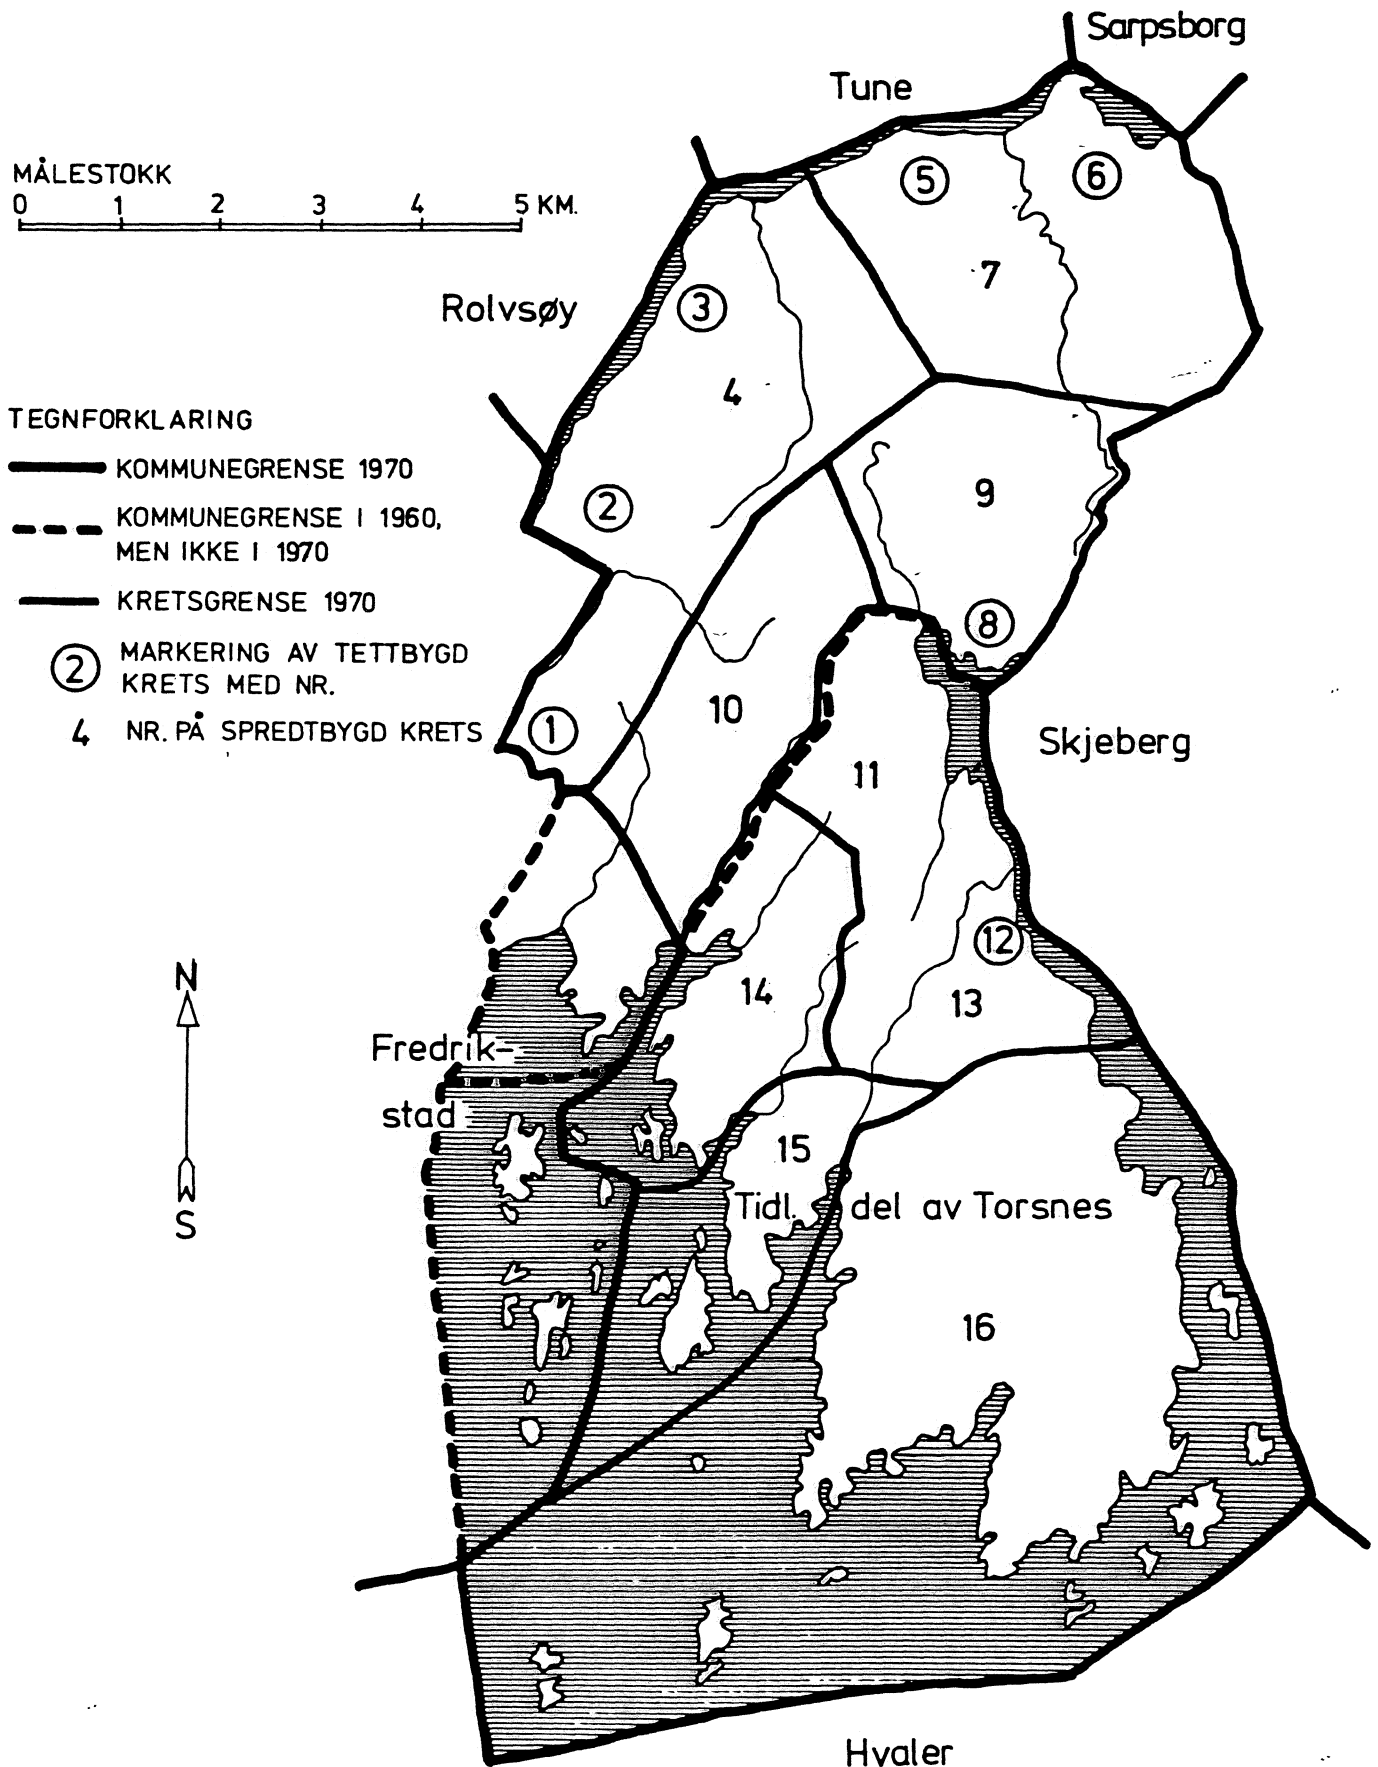 Sarpsborg
Tune
MÅLESTOKK
0 1 2 3 4 5 KM.
Rolvsøy
TEGNFORKLARING
KOMMUNEGRENSE 1970
KOMMUNEGRENSE I 1960,
MEN IKKE I 1970
KRETSGRENSE 1970
2 MARKERING AV TETTBYGD
KRETS MED NR.
4 NR. PÅ SPREDTBYGD KRETS
5
6
7
3
4
2
9
8
1
10
11
Skjeberg
12
13
14
N
S
Fredrik-
stad
15
Tidl. del av Torsnes
16
Hvaler